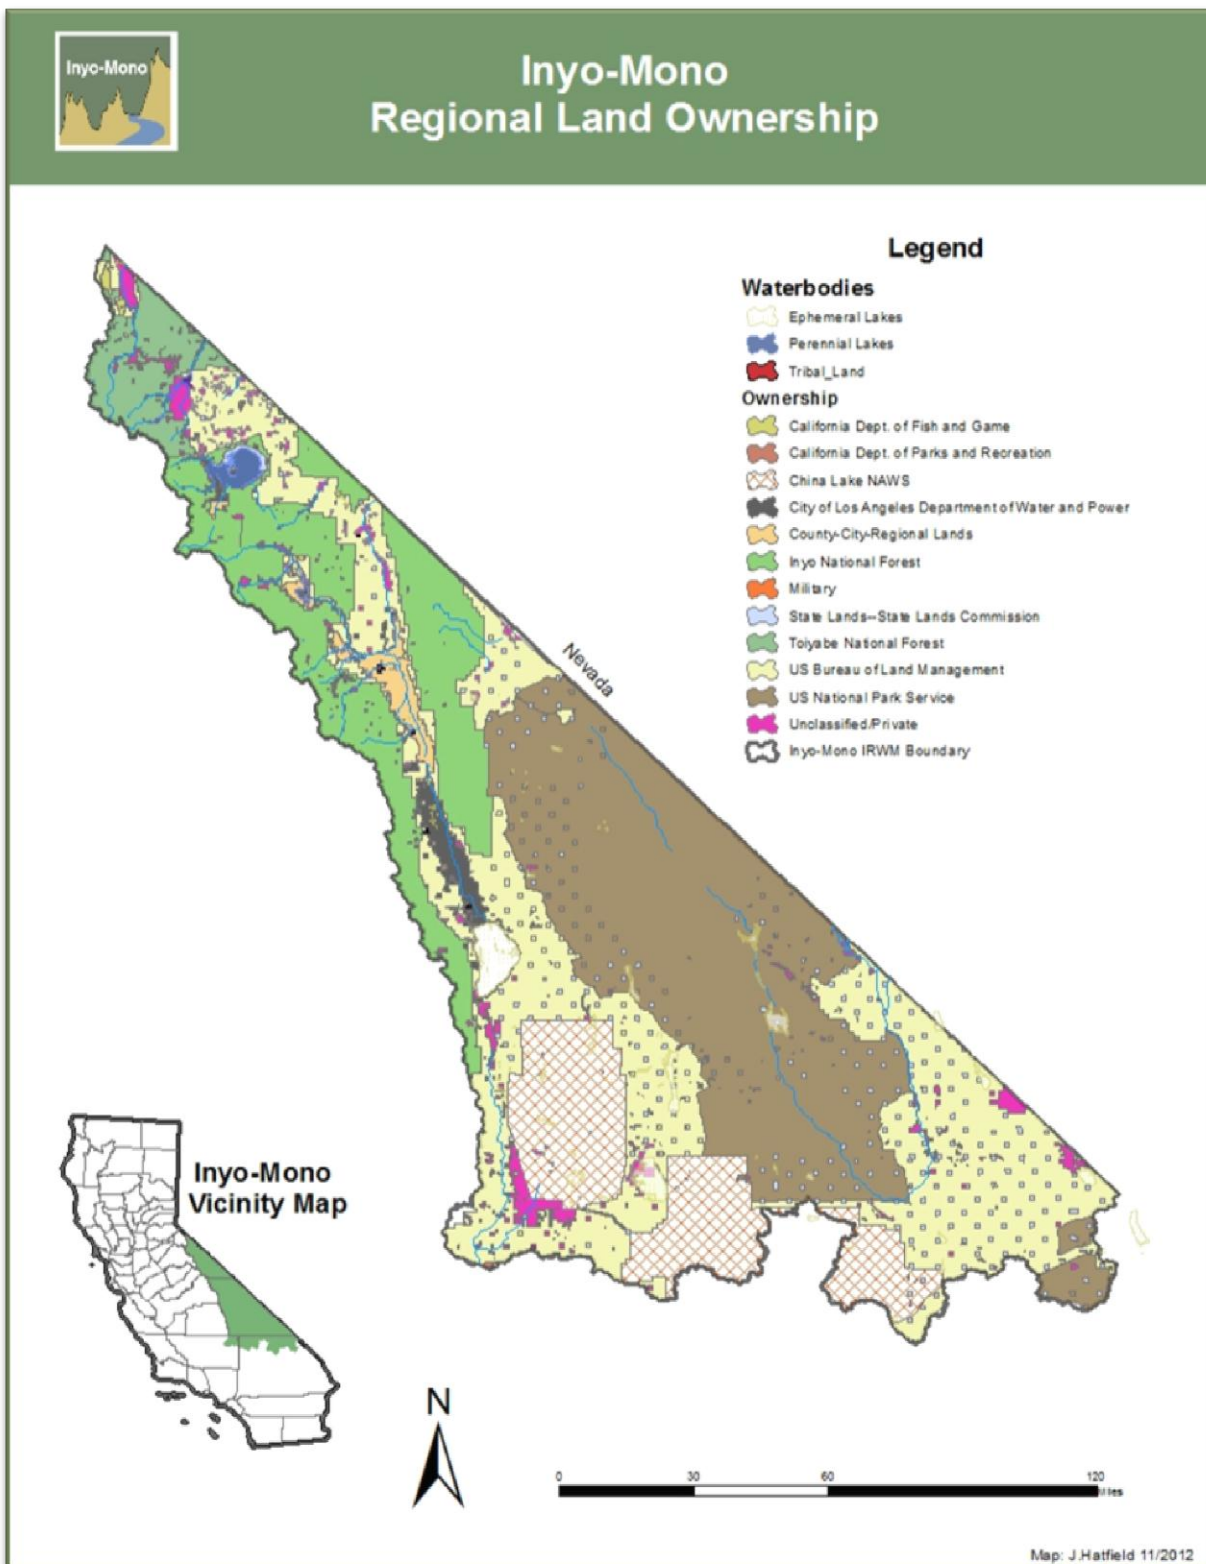 Inyo-Mono
Inyo-Mono
Regional Land Ownership
Legend
Waterbodies
Ephemeral Lakes
Perennial Lakes
Tribal_Land
Ownership
California Dept. of Fish and Game
California Dept. of Parks and Recreation
China Lake NAWS
City of Los Angeles Department of Water and Power
County-City-Regional Lands
Inyo National Forest
Military
State Lands--State Lands Commission
Toiyabe National Forest
US Bureau of Land Management
US National Park Service
Unclassified/Private
Inyo-Mono IRWM Boundary
Nevada
Inyo-Mono
Vicinity Map
N
0 30 60 120
Miles
Map: J.Hatfield 11/2012